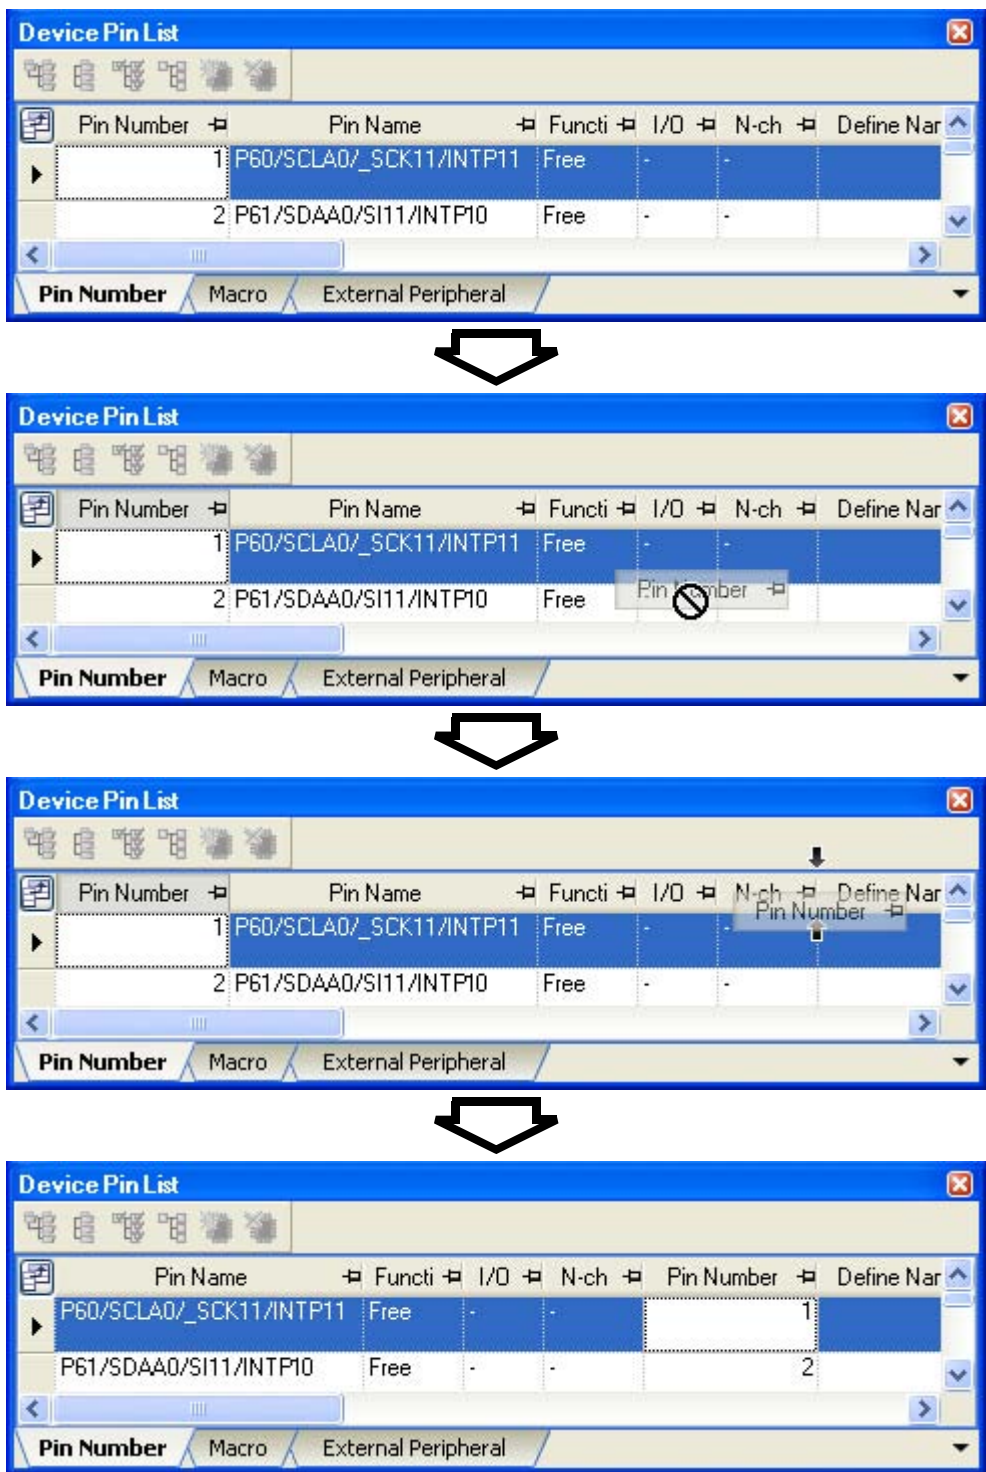 Device Pin List
Pin Number Pin Name Functi I/O N-ch Define Nar
1 P60/SCLA0/_SCK11/INTP11 Free - -
2 P61/SDAA0/SI11/INTP10 Free - -
Pin Number Macro External Peripheral
Device Pin List
Pin Number Pin Name Functi I/O N-ch Define Nar
1 P60/SCLA0/_SCK11/INTP11 Free - -
Pin Number
2 P61/SDAA0/SI11/INTP10 Free
Pin Number Macro External Peripheral
Device Pin List
Pin Number Pin Name Functi I/O N-ch Define Nar
Pin Number
1 P60/SCLA0/_SCK11/INTP11 Free - -
2 P61/SDAA0/SI11/INTP10 Free - -
Pin Number Macro External Peripheral
Device Pin List
Pin Name Functi I/O N-ch Pin Number Define Nar
P60/SCLA0/_SCK11/INTP11 Free - - 1
P61/SDAA0/SI11/INTP10 Free - - 2
Pin Number Macro External Peripheral